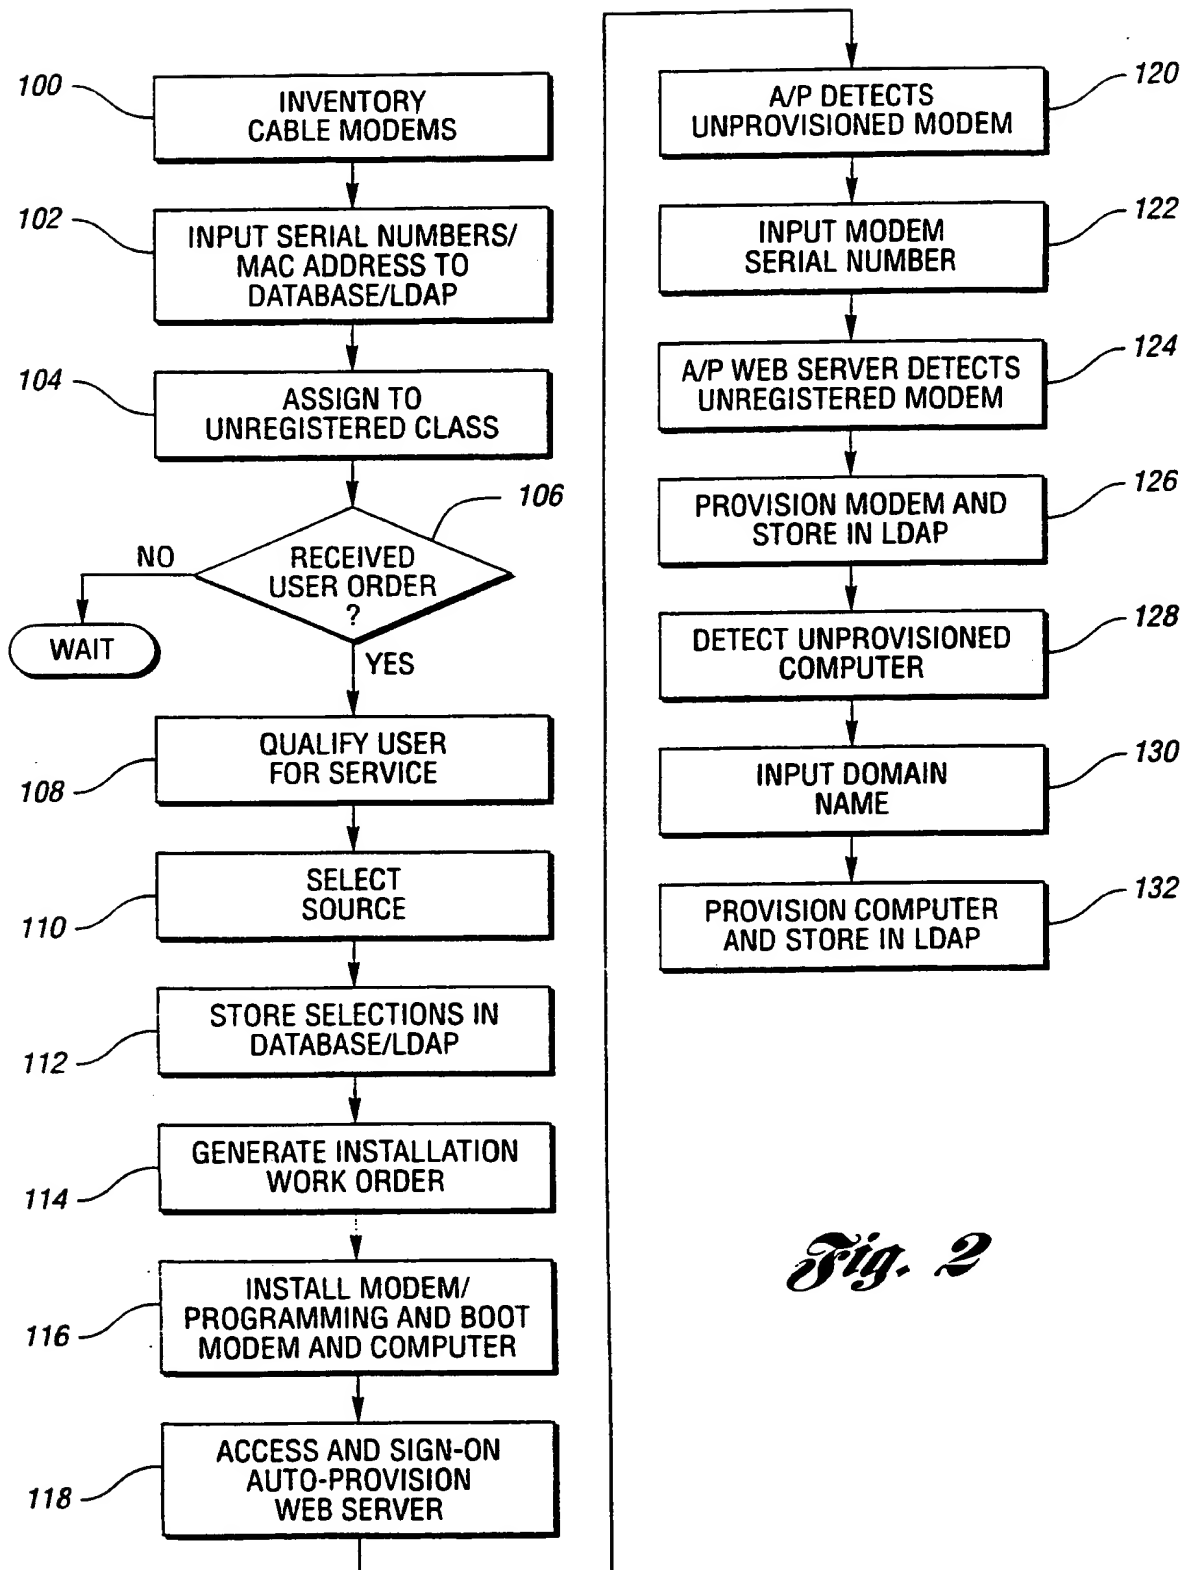 100
INVENTORY
CABLE MODEMS
102
INPUT SERIAL NUMBERS/
MAC ADDRESS TO
DATABASE/LDAP
104
ASSIGN TO
UNREGISTERED CLASS
106
RECEIVED
USER ORDER
?
NO
WAIT
YES
108
QUALIFY USER
FOR SERVICE
110
SELECT
SOURCE
112
STORE SELECTIONS IN
DATABASE/LDAP
114
GENERATE INSTALLATION
WORK ORDER
116
INSTALL MODEM/
PROGRAMMING AND BOOT
MODEM AND COMPUTER
118
ACCESS AND SIGN-ON
AUTO-PROVISION
WEB SERVER
120
A/P DETECTS
UNPROVISIONED MODEM
122
INPUT MODEM
SERIAL NUMBER
124
A/P WEB SERVER DETECTS
UNREGISTERED MODEM
126
PROVISION MODEM AND
STORE IN LDAP
128
DETECT UNPROVISIONED
COMPUTER
130
INPUT DOMAIN
NAME
132
PROVISION COMPUTER
AND STORE IN LDAP
Fig. 2